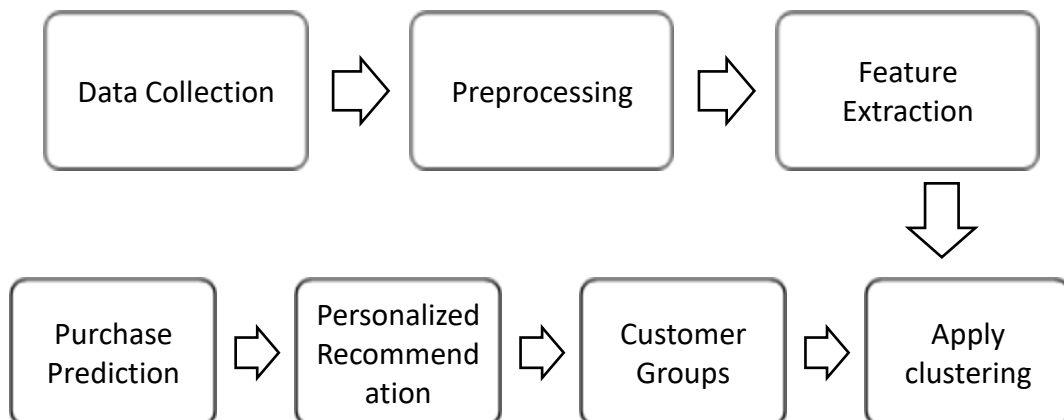 Data Collection
Preprocessing
Feature
Extraction
Purchase
Prediction
Personalized
Recommend
ation
Customer
Groups
Apply
clustering